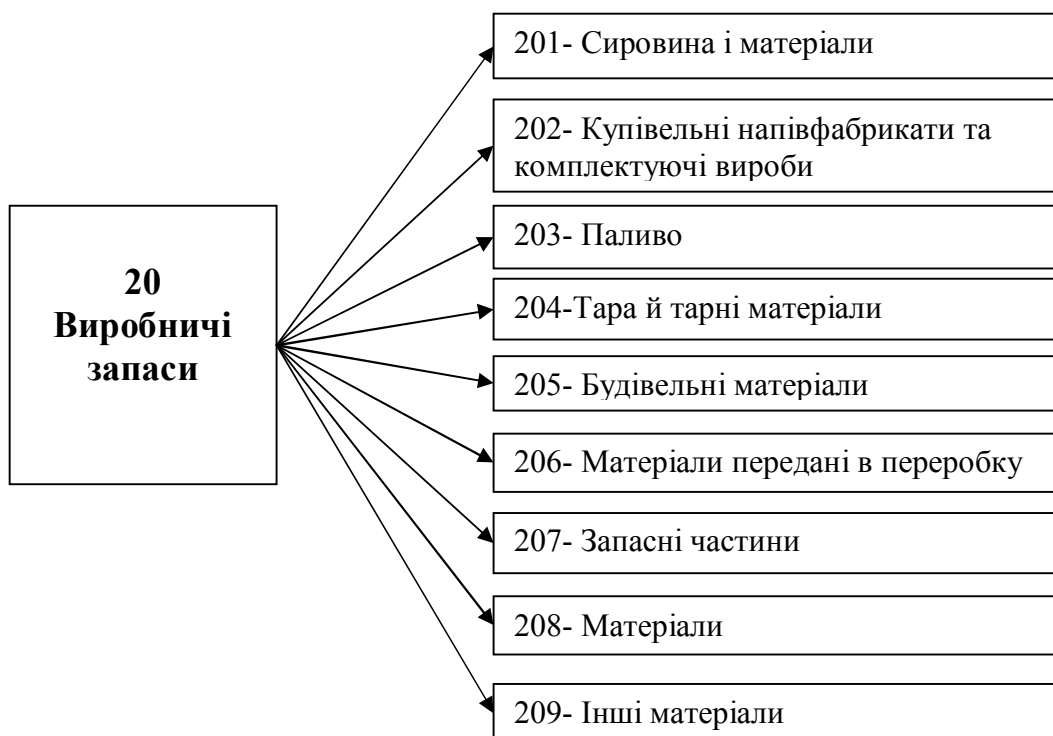 20
Виробничі
запаси
201- Сировина і матеріали
202- Купівельні напівфабрикати та
комплектуючі вироби
203- Паливо
204-Тара й тарні матеріали
205- Будівельні матеріали
206- Матеріали передані в переробку
207- Запасні частини
208- Матеріали
209- Інші матеріали